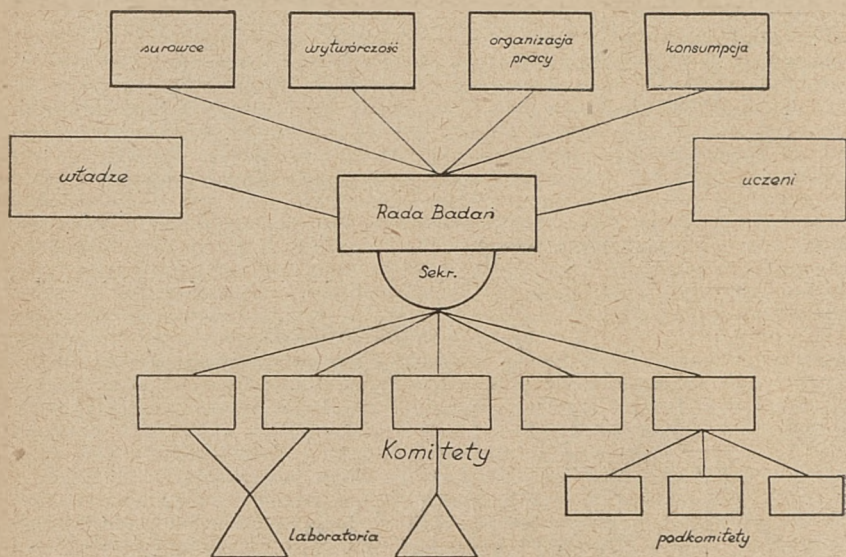 surowce
wytwórczość
organizacja
pracy
konsumpcja
władze
uczeni
Rada Badań
Sekr.
Komitety
laboratoria
podkomitety